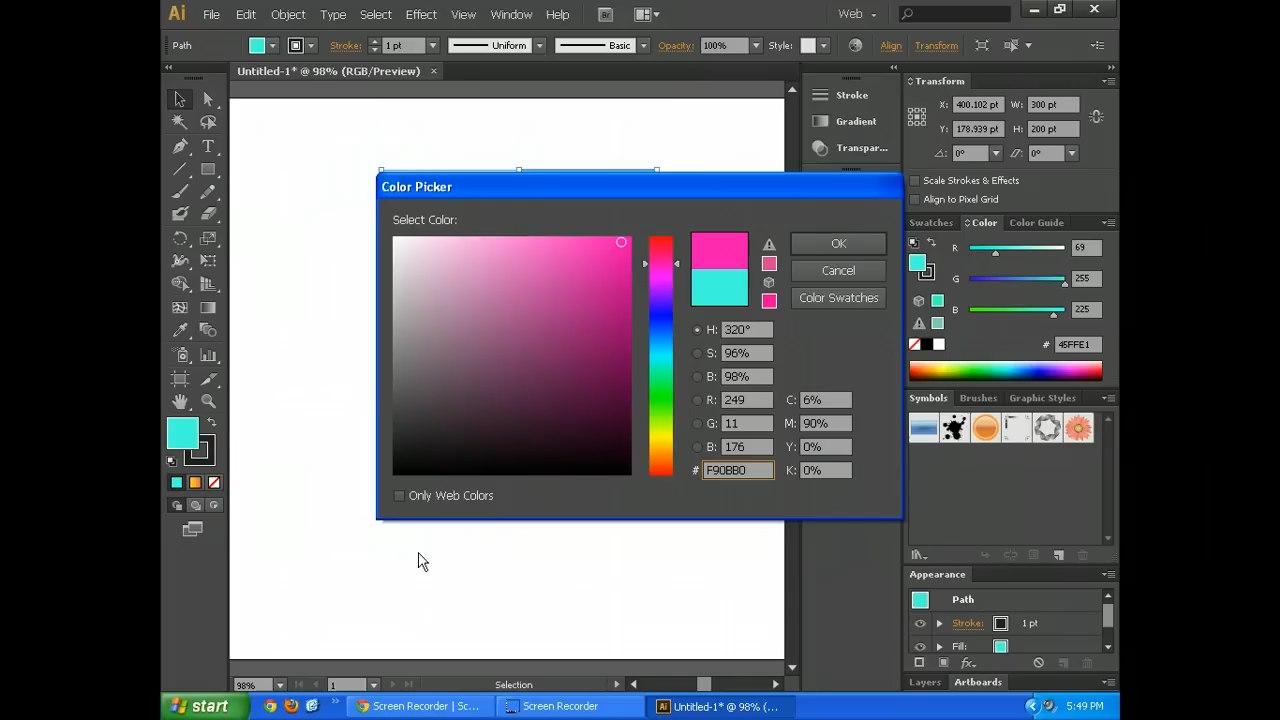 Ai File Edit Object Type Select Effect View Window Help Br Web
Path Stroke: 1 pt Uniform Basic Opacity: 100% Style: Align Transform
Untitled-1* @ 98% (RGB/Preview) ×
Stroke
Gradient
Transpar...
Transform
X: 400.102 pt W: 300 pt
Y: 178.939 pt H: 200 pt
0° 0°
Scale Strokes & Effects
Align to Pixel Grid
Swatches Color Color Guide
R 69
G 255
B 225
# 45FFE1
Symbols Brushes Graphic Styles
Appearance
Path
Stroke: 1 pt
Fill:
fx
Layers Artboards
Color Picker
Select Color:
OK
Cancel
Color Swatches
H: 320°
S: 96%
B: 98%
R: 249 C: 6%
G: 11 M: 90%
B: 176 Y: 0%
# F90BB0 K: 0%
Only Web Colors
98% 1 Selection
start Screen Recorder | Sc... Screen Recorder Ai Untitled-1* @ 98% (... 5:49 PM